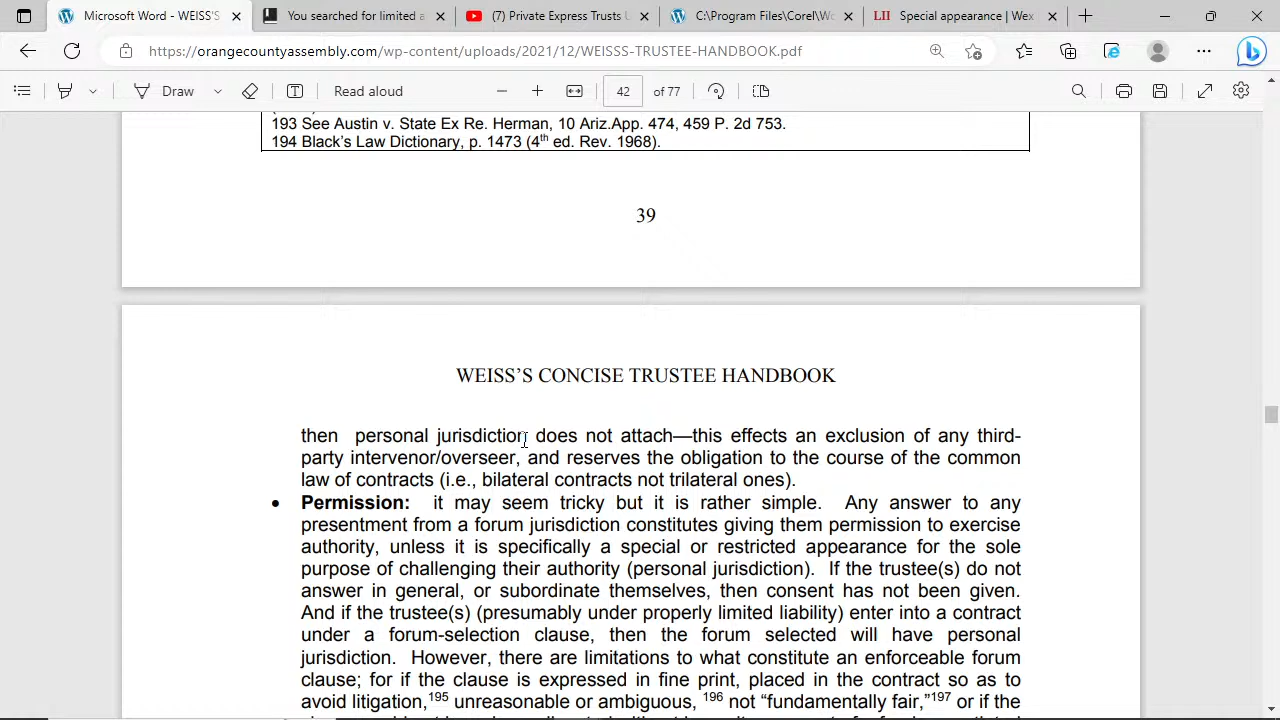 Microsoft Word - WEISS'S
You searched for limited a
(7) Private Express Trusts
C:\Program Files\Corel\Wo
LII Special appearance | Wex
https://orangecountyassembly.com/wp-content/uploads/2021/12/WEISSS-TRUSTEE-HANDBOOK.pdf
Draw
Read aloud
42 of 77
193 See Austin v. State Ex Re. Herman, 10 Ariz.App. 474, 459 P. 2d 753.
194 Black's Law Dictionary, p. 1473 (4th ed. Rev. 1968).
39
WEISS'S CONCISE TRUSTEE HANDBOOK
then personal jurisdiction does not attach—this effects an exclusion of any third-
party intervenor/overseer, and reserves the obligation to the course of the common
law of contracts (i.e., bilateral contracts not trilateral ones).
• Permission: it may seem tricky but it is rather simple. Any answer to any
presentment from a forum jurisdiction constitutes giving them permission to exercise
authority, unless it is specifically a special or restricted appearance for the sole
purpose of challenging their authority (personal jurisdiction). If the trustee(s) do not
answer in general, or subordinate themselves, then consent has not been given.
And if the trustee(s) (presumably under properly limited liability) enter into a contract
under a forum-selection clause, then the forum selected will have personal
jurisdiction. However, there are limitations to what constitute an enforceable forum
clause; for if the clause is expressed in fine print, placed in the contract so as to
avoid litigation,195 unreasonable or ambiguous, 196 not “fundamentally fair,”197 or if the